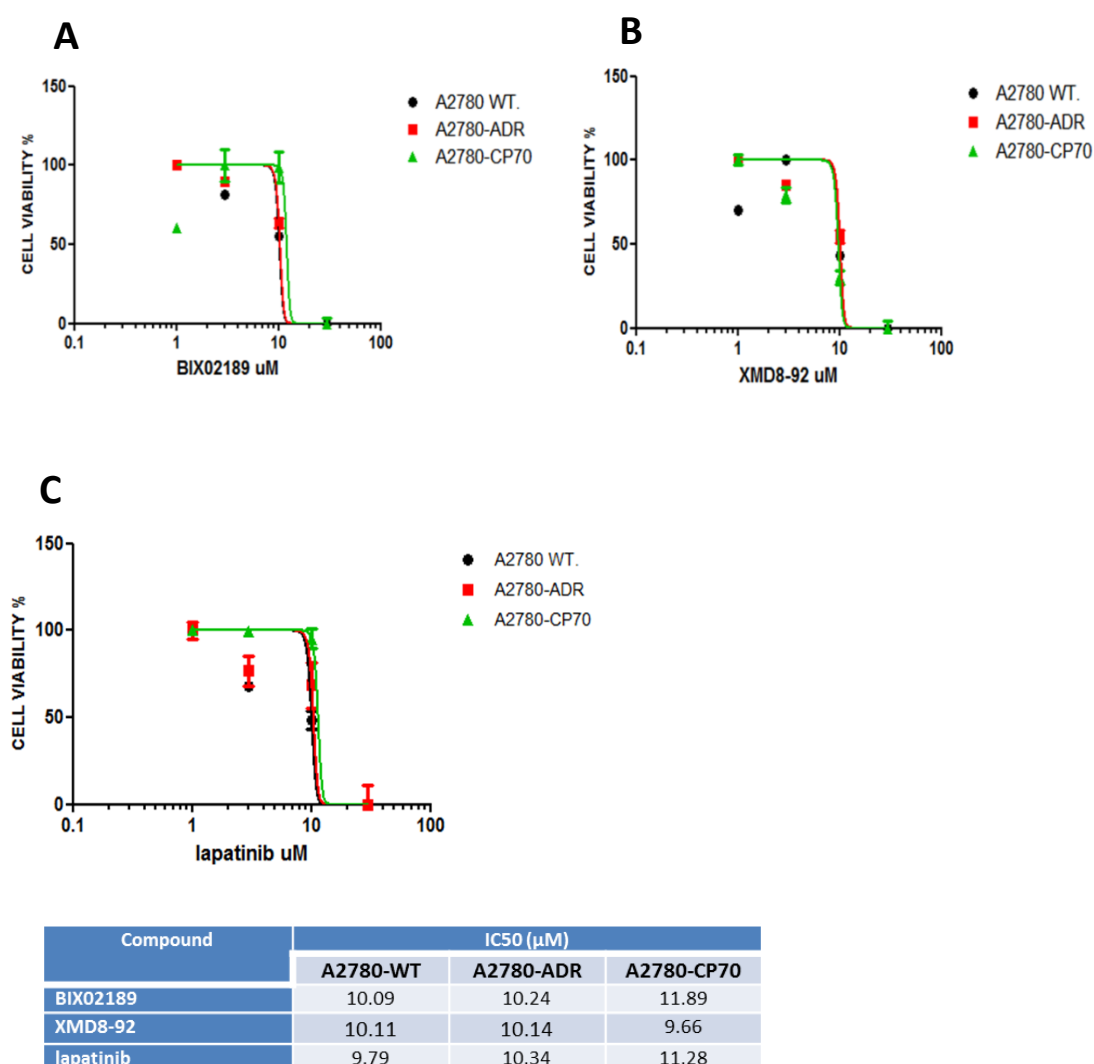 A
150
100
50
0
0.1 1 10 100
CELL VIABILITY %
BIX02189 uM
A2780 WT.
A2780-ADR
A2780-CP70
B
150
100
50
0
0.1 1 10 100
CELL VIABILITY %
XMD8-92 uM
A2780 WT.
A2780-ADR
A2780-CP70
C
150
100
50
0
0.1 1 10 100
CELL VIABILITY %
lapatinib uM
A2780 WT.
A2780-ADR
A2780-CP70
Compound IC50 (µM)
A2780-WT A2780-ADR A2780-CP70
BIX02189 10.09 10.24 11.89
XMD8-92 10.11 10.14 9.66
lapatinib 9.79 10.34 11.28